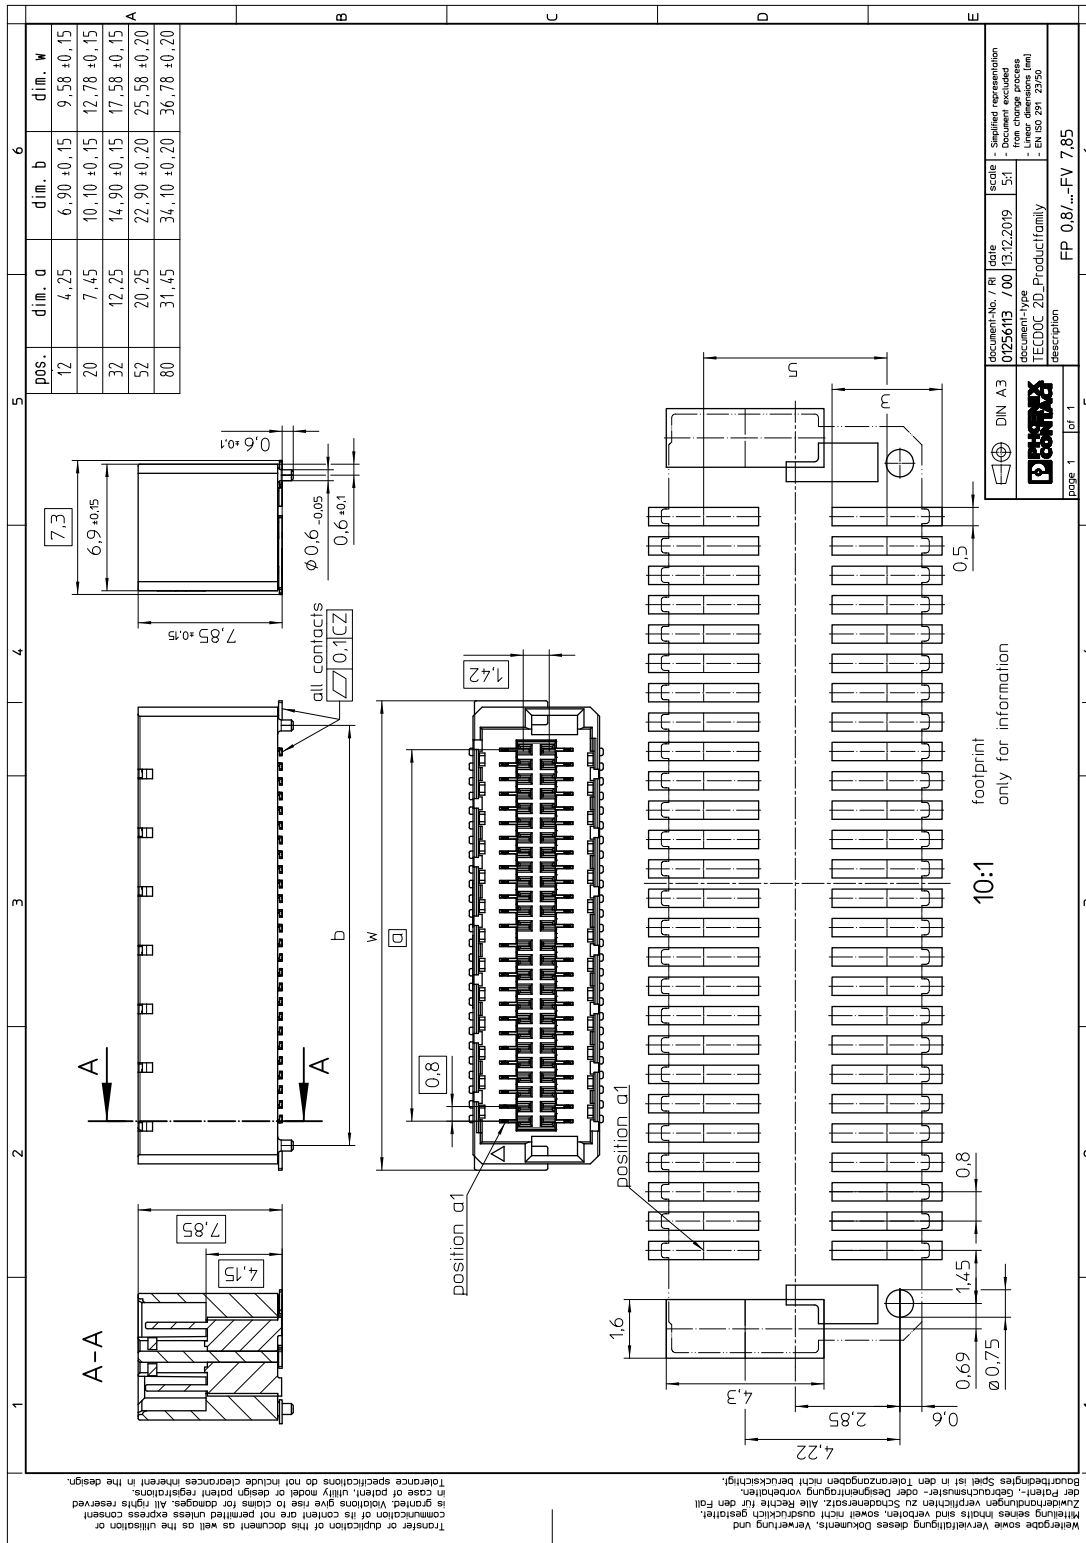 A B C D E
1 2 3 4 5 6
pos. dim. a dim. b dim. w
12 4,25 6,90 ±0,15 9,58 ±0,15
20 7,45 10,10 ±0,15 12,78 ±0,15
32 12,25 14,90 ±0,15 17,58 ±0,15
52 20,25 22,90 ±0,20 25,58 ±0,20
80 31,45 34,10 ±0,20 36,78 ±0,20
A-A
7,85
4,15
A
A
b
all contacts
0,1 CZ
7,3
6,9 ±0,15
7,85 ±0,15
0,6 ±0,1
Ø0,6 -0,05
0,6 ±0,1
w
a
0,8
1,42
position a1
position a1
5
3
0,5
0,8
1,45
0,69
Ø0,75
1,6
4,3
2,85
0,6
4,22
10:1
footprint
only for information
DIN A3
PHOENIX
CONTACT
page 1 of 1
document-No. / RI
01256113 / 00
date
13.12.2019
scale
5:1
- Simplified representation
- Document excluded
from change process
- Linear dimensions [mm]
- EN ISO 291 23/50
document-type
TECDOC 2D_Productfamily
description
FP 0,8/...-FV 7,85
Transfer or duplication of this document as well as the utilisation or
communication of its content are not permitted unless express consent
is granted. Violations give rise to claims for damages. All rights reserved
in case of patent, utility model or design patent registrations.
Tolerance specifications do not include clearances inherent in the design.
Weitergabe sowie Vervielfältigung dieses Dokuments, Verwertung und
Mitteilung seines Inhalts sind verboten, soweit nicht ausdrücklich gestattet.
Zuwiderhandlungen verpflichten zu Schadenersatz. Alle Rechte für den Fall
der Patent-, Gebrauchsmuster- oder Designeintragung vorbehalten.
Bauartbedingtes Spiel ist in den Toleranzangaben nicht berücksichtigt.